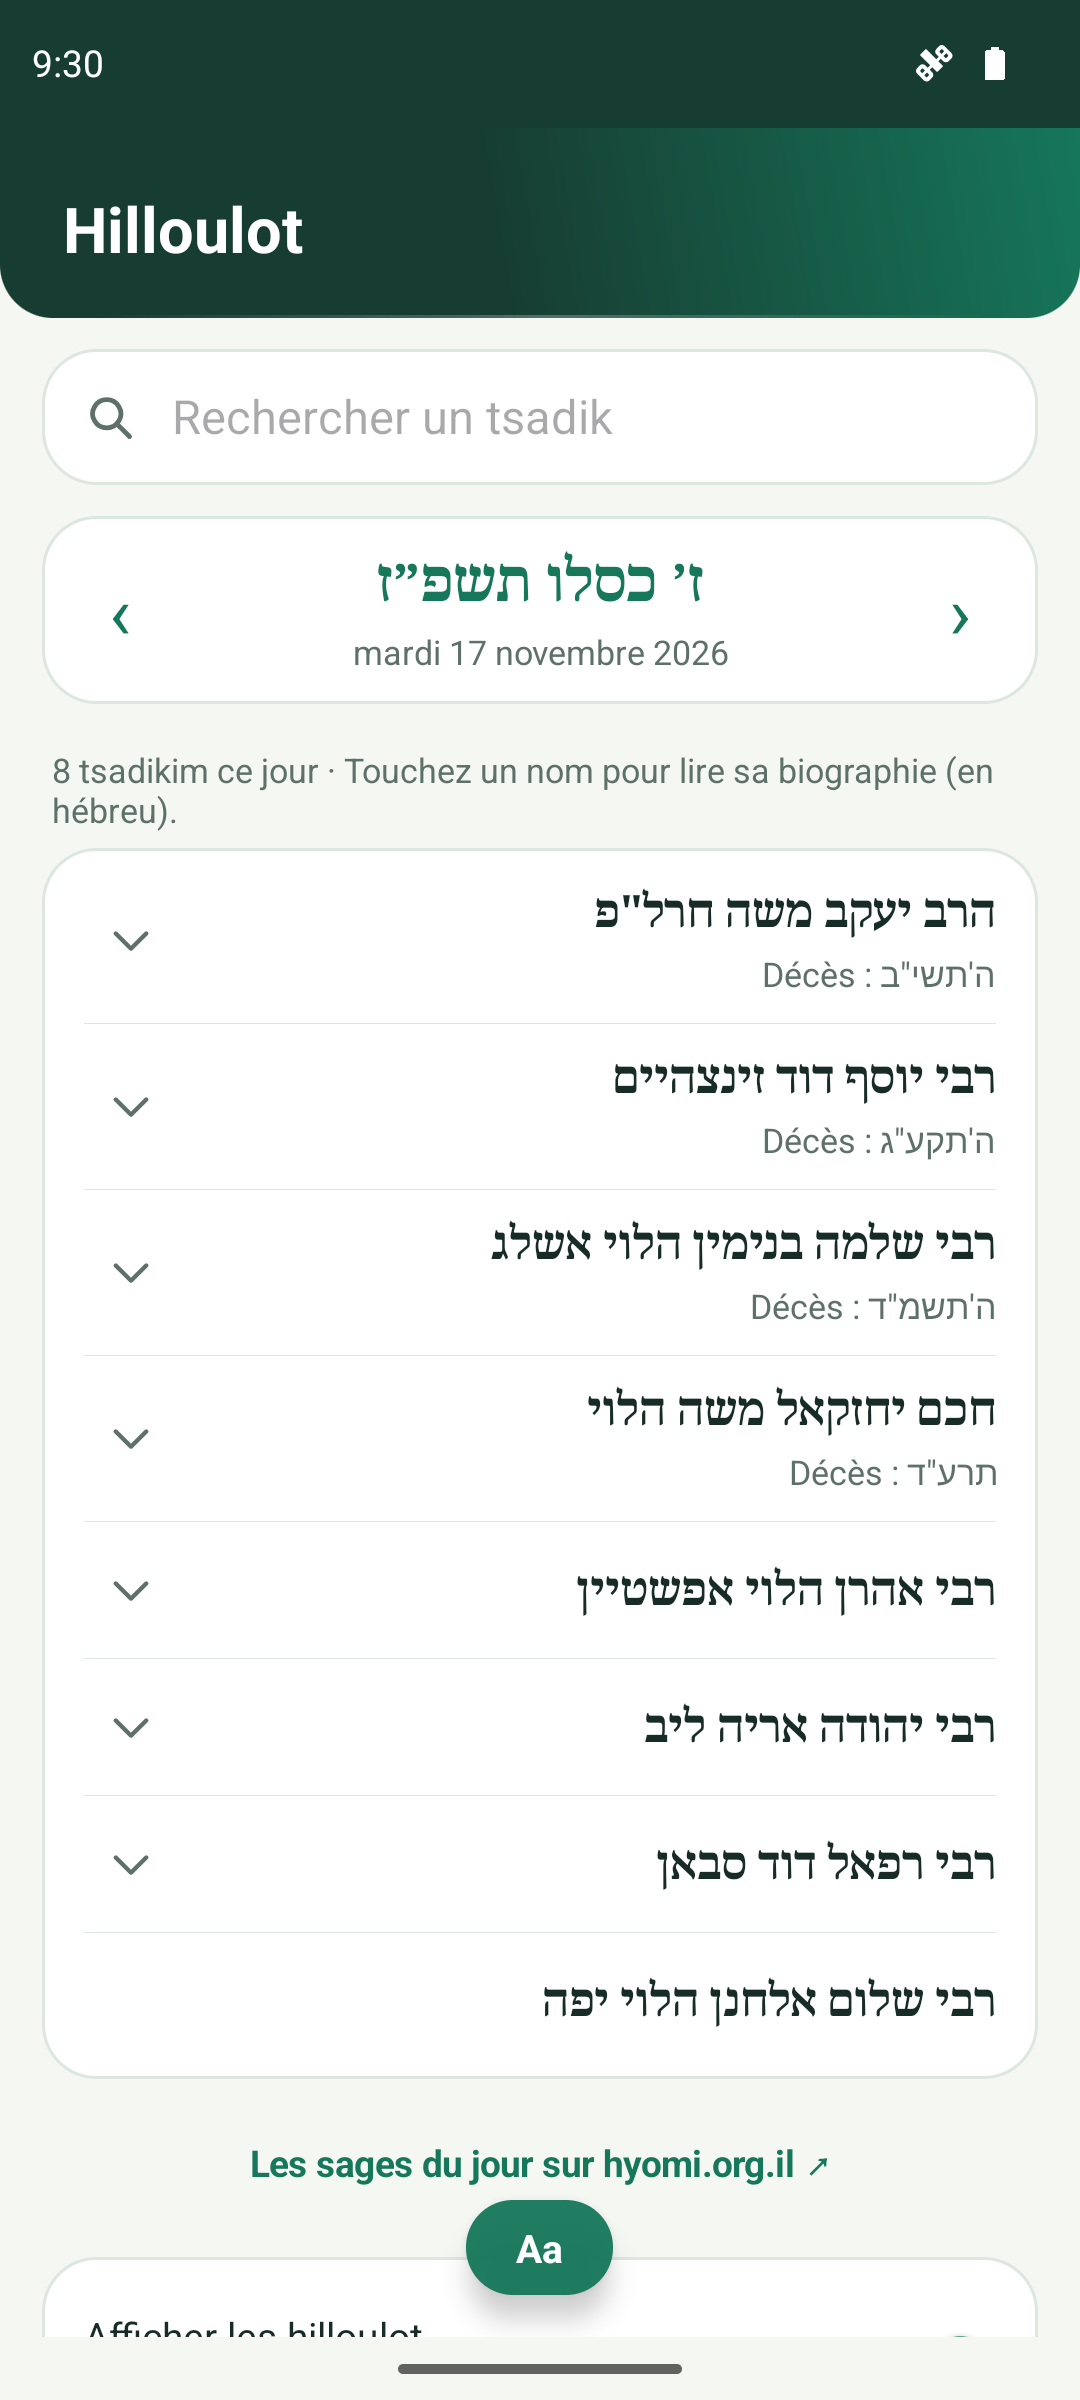 9:30
Hilloulot
Rechercher un tsadik
ז׳ כסלו תשפ״ז
‹
›
mardi 17 novembre 2026
8 tsadikim ce jour · Touchez un nom pour lire sa biographie (en
hébreu).
הרב יעקב משה חרל"פ
Décès : ה'תשי"ב
רבי יוסף דוד זינצהיים
Décès : ה'תקע"ג
רבי שלמה בנימין הלוי אשלג
Décès : ה'תשמ"ד
חכם יחזקאל משה הלוי
Décès : תרע"ד
רבי אהרן הלוי אפשטיין
רבי יהודה אריה ליב
רבי רפאל דוד סבאן
רבי שלום אלחנן הלוי יפה
Les sages du jour sur hyomi.org.il ↗
Aa
Afficher les hilloulot